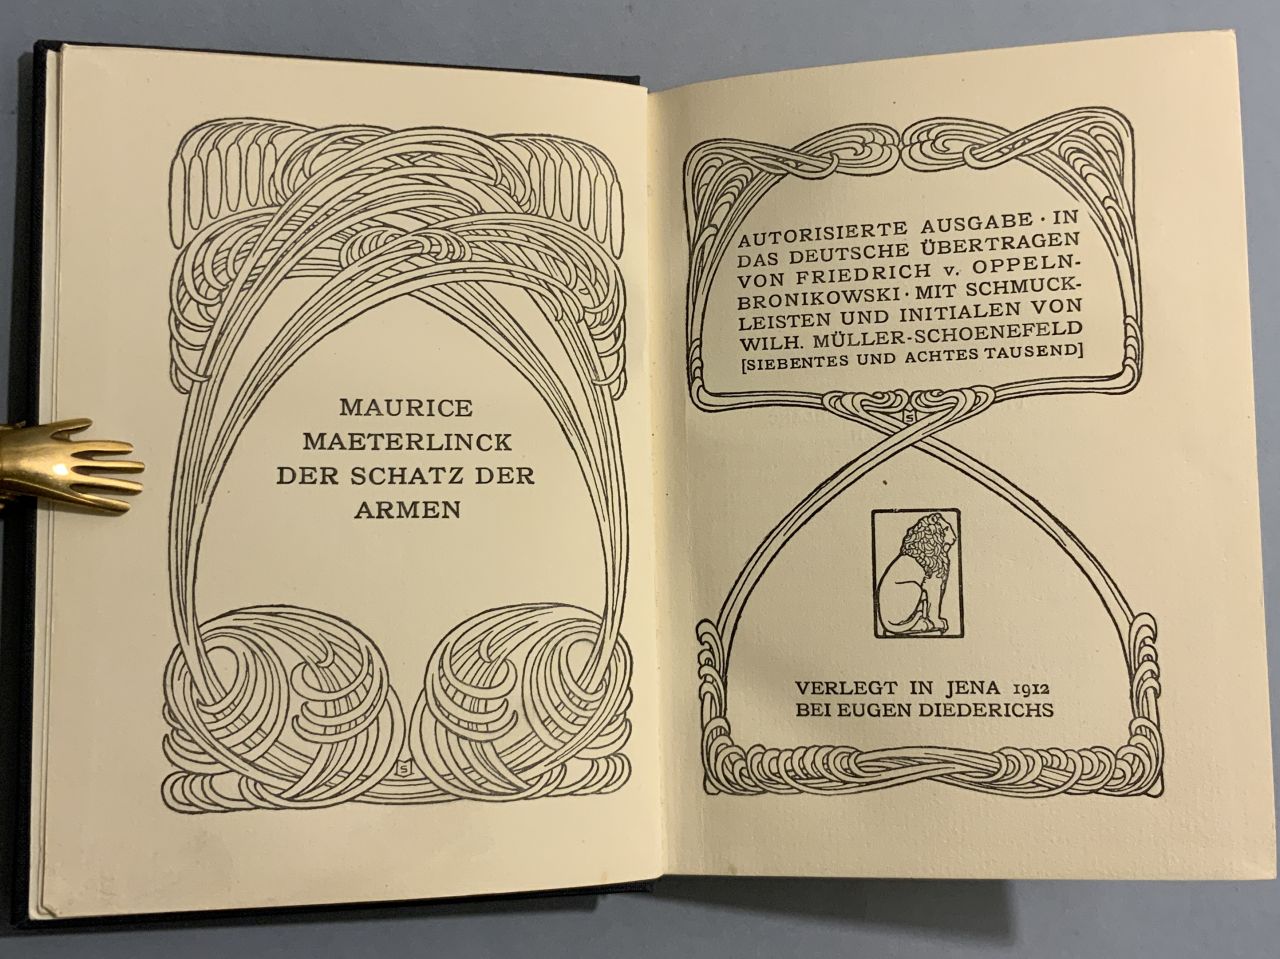 MAURICE
MAETERLINCK
DER SCHATZ DER
ARMEN
AUTORISIERTE AUSGABE · IN
DAS DEUTSCHE ÜBERTRAGEN
VON FRIEDRICH v. OPPELN-
BRONIKOWSKI · MIT SCHMUCK-
LEISTEN UND INITIALEN VON
WILH. MÜLLER-SCHOENEFELD
[SIEBENTES UND ACHTES TAUSEND]
VERLEGT IN JENA 1912
BEI EUGEN DIEDERICHS